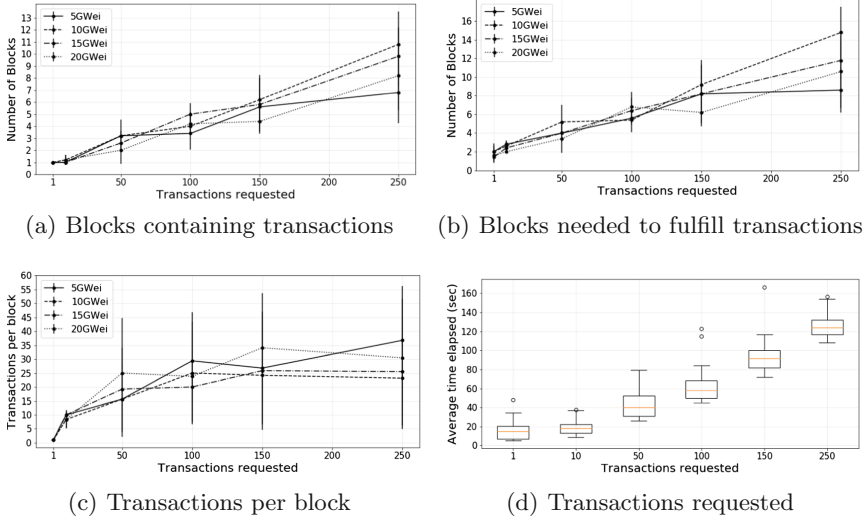 Number of Blocks
13
12
11
10
9
8
7
6
5
4
3
2
1
0
5GWei
10GWei
15GWei
20GWei
1 50 100 150 200 250
Transactions requested
(a) Blocks containing transactions
Number of Blocks
16
14
12
10
8
6
4
2
0
5GWei
10GWei
15GWei
20GWei
1 50 100 150 200 250
Transactions requested
(b) Blocks needed to fulfill transactions
Transactions per block
60
55
50
45
40
35
30
25
20
15
10
5
0
5GWei
10GWei
15GWei
20GWei
1 50 100 150 200 250
Transactions requested
(c) Transactions per block
Average time elapsed (sec)
160
140
120
100
80
60
40
20
0
1 10 50 100 150 250
Transactions requested
(d) Transactions requested